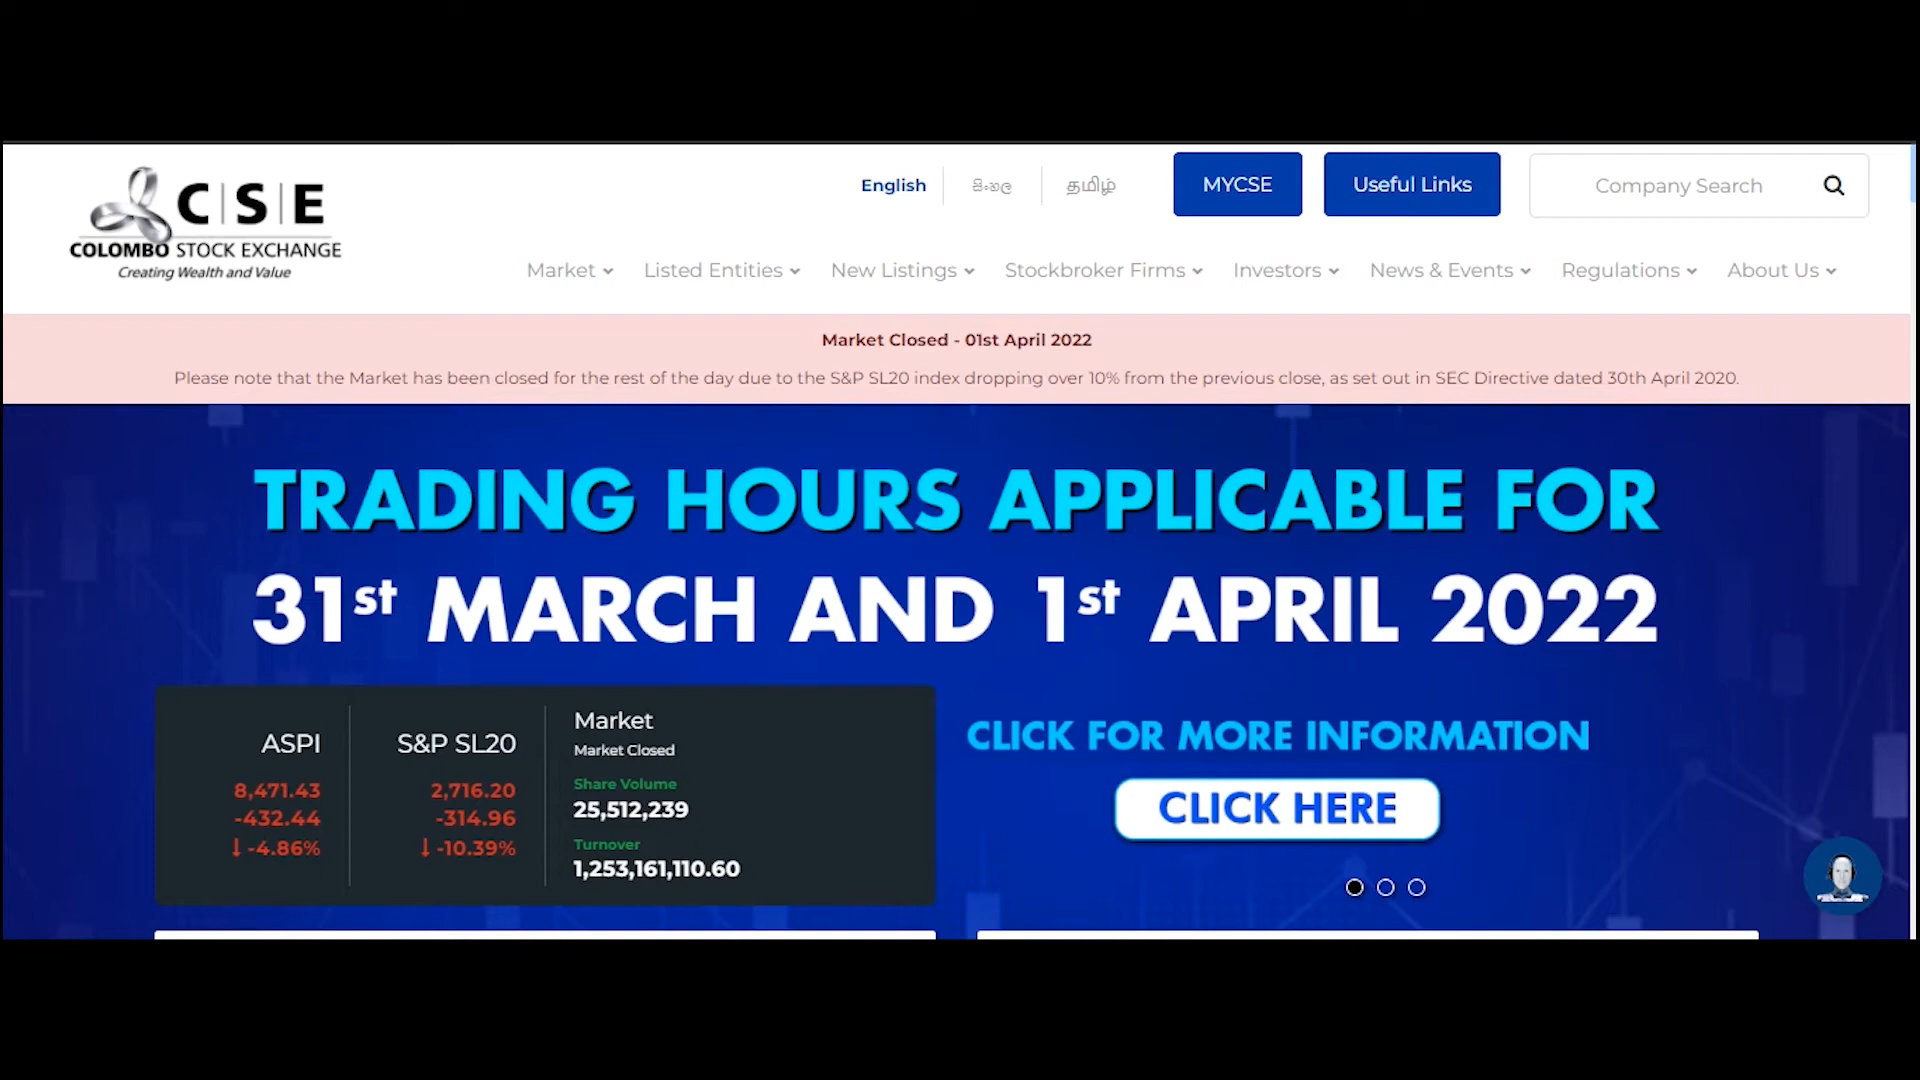 C|S|E
COLOMBO STOCK EXCHANGE
Creating Wealth and Value
English
සිංහල
தமிழ்
MYCSE
Useful Links
Company Search
Market
Listed Entities
New Listings
Stockbroker Firms
Investors
News & Events
Regulations
About Us
Market Closed - 01st April 2022
Please note that the Market has been closed for the rest of the day due to the S&P SL20 index dropping over 10% from the previous close, as set out in SEC Directive dated 30th April 2020.
TRADING HOURS APPLICABLE FOR
31st MARCH AND 1st APRIL 2022
ASPI
8,471.43
-432.44
↓ -4.86%
S&P SL20
2,716.20
-314.96
↓ -10.39%
Market
Market Closed
Share Volume
25,512,239
Turnover
1,253,161,110.60
CLICK FOR MORE INFORMATION
CLICK HERE